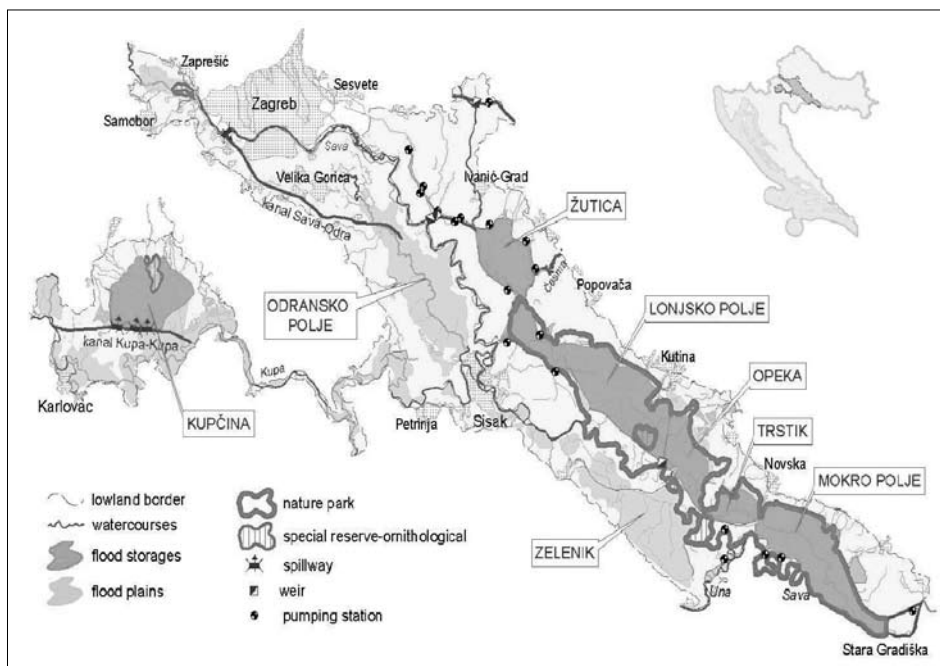 Zaprešić
Sesvete
Zagreb
Samobor
Sava
Ivanić-Grad
Velika Gorica
kanal Sava-Odra
ŽUTICA
Česma
Popovača
ODRANSKO
POLJE
LONJSKO POLJE
kanal Kupa-Kupa
Kutina
Kupa
OPEKA
Karlovac
KUPČINA
Petrinja
Sisak
TRSTIK
Novska
MOKRO POLJE
ZELENIK
Una
Sava
Stara Gradiška
lowland border
watercourses
flood storages
flood plains
nature park
special reserve-ornithological
spillway
weir
pumping station